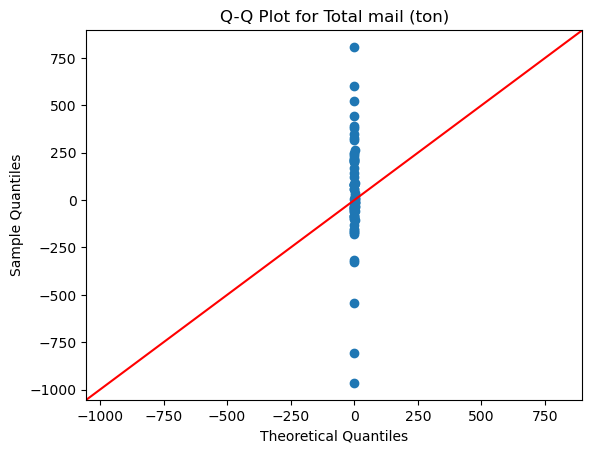 Q-Q Plot for Total mail (ton)
750
500
250
0
−250
−500
−750
−1000
Sample Quantiles
−1000 −750 −500 −250 0 250 500 750
Theoretical Quantiles